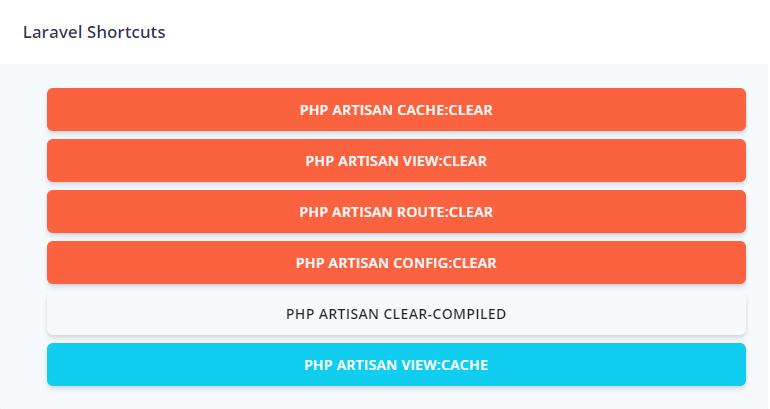 Laravel Shortcuts
PHP ARTISAN CACHE:CLEAR
PHP ARTISAN VIEW:CLEAR
PHP ARTISAN ROUTE:CLEAR
PHP ARTISAN CONFIG:CLEAR
PHP ARTISAN CLEAR-COMPILED
PHP ARTISAN VIEW:CACHE